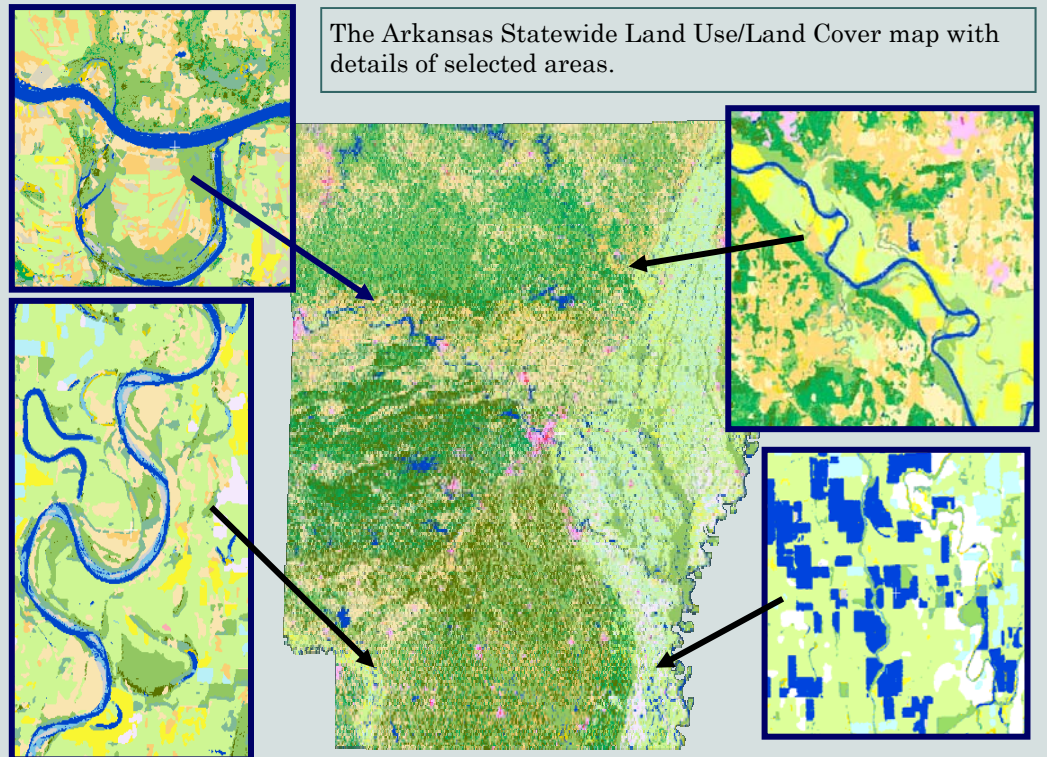 The Arkansas Statewide Land Use/Land Cover map with
details of selected areas.